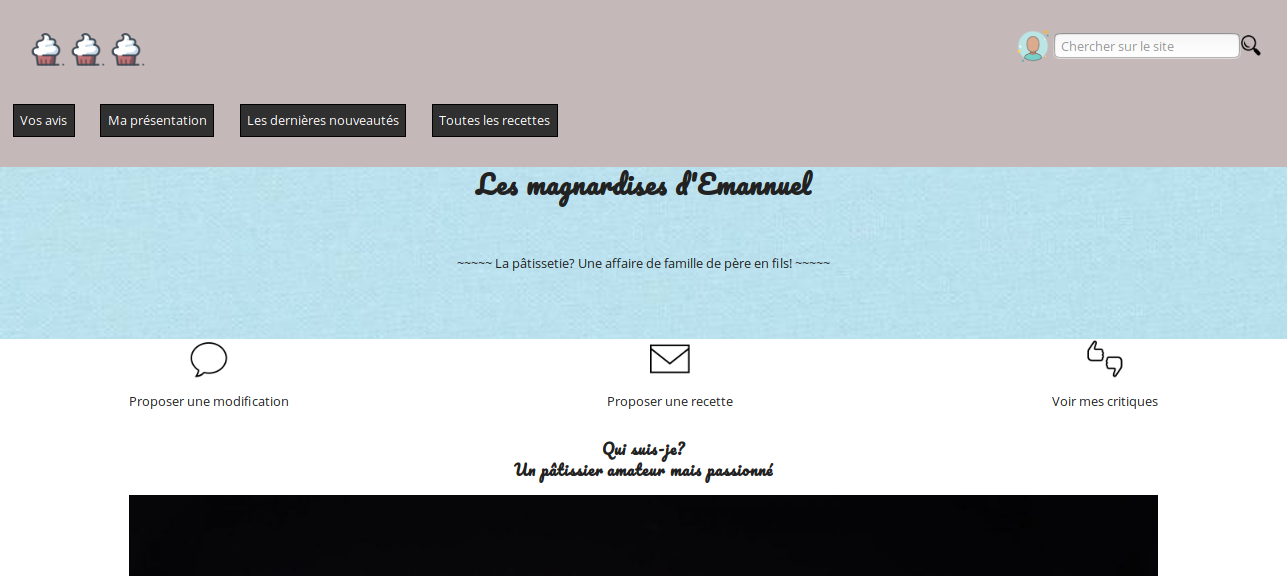 Chercher sur le site
Vos avis
Ma présentation
Les dernières nouveautés
Toutes les recettes
Les magnardises d'Emannuel
~~~~~ La pâtissetie? Une affaire de famille de père en fils! ~~~~~
Proposer une modification
Proposer une recette
Voir mes critiques
Qui suis-je?
Un pâtissier amateur mais passionné